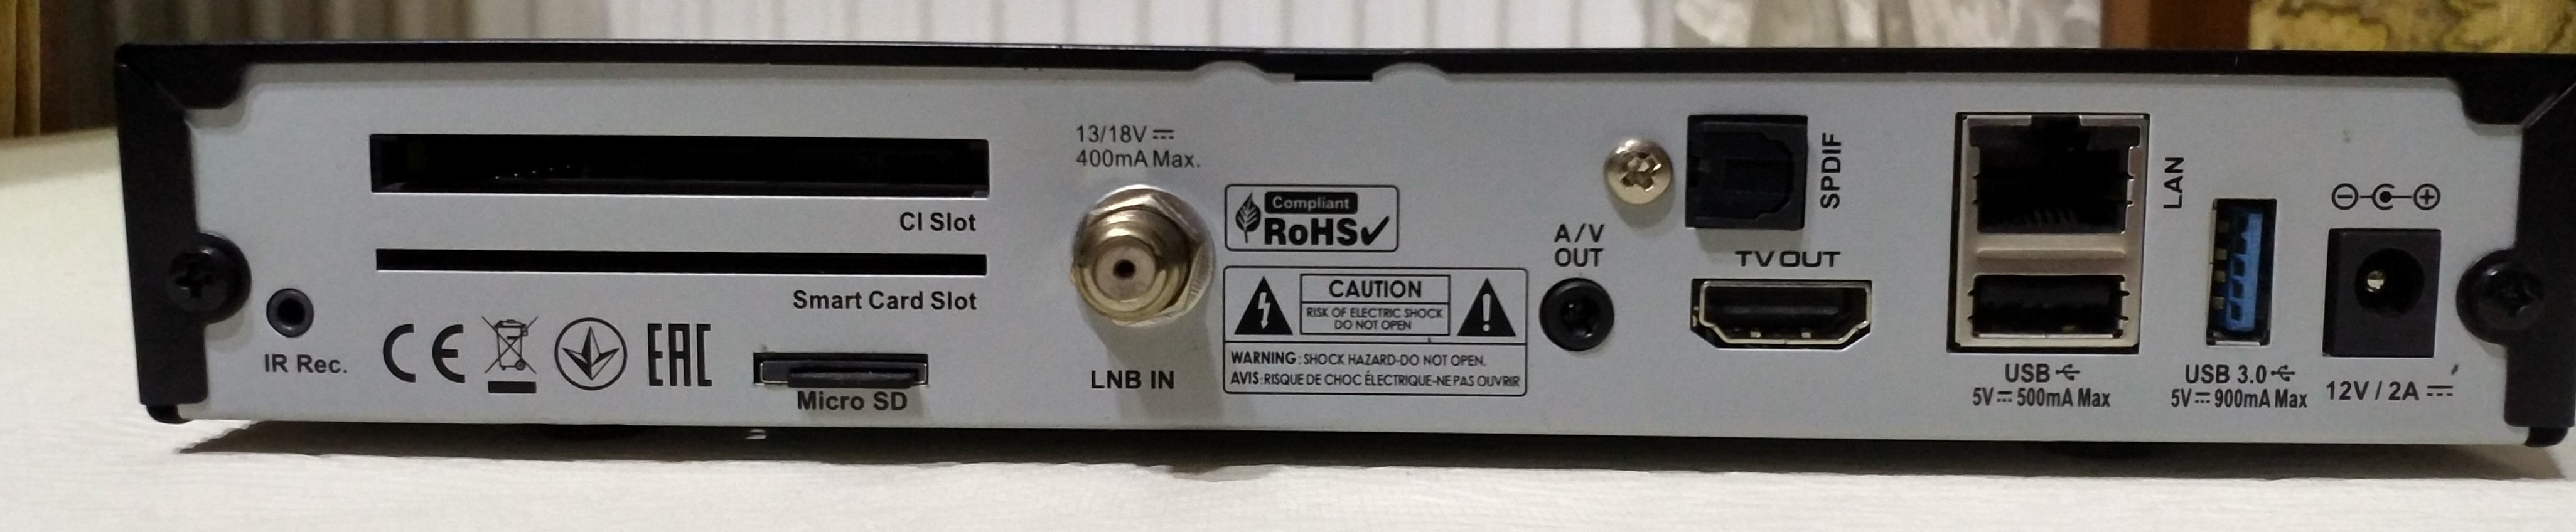 IR Rec.
CI Slot
Smart Card Slot
CE
EAC
Micro SD
13/18V
400mA Max.
LNB IN
Compliant
RoHS
CAUTION
RISK OF ELECTRIC SHOCK
DO NOT OPEN
WARNING: SHOCK HAZARD-DO NOT OPEN.
AVIS:RISQUE DE CHOC ÉLECTRIQUE-NE PAS OUVRIR
A/V
OUT
SPDIF
TV OUT
LAN
USB
5V 500mA Max
USB 3.0
5V 900mA Max
12V / 2A